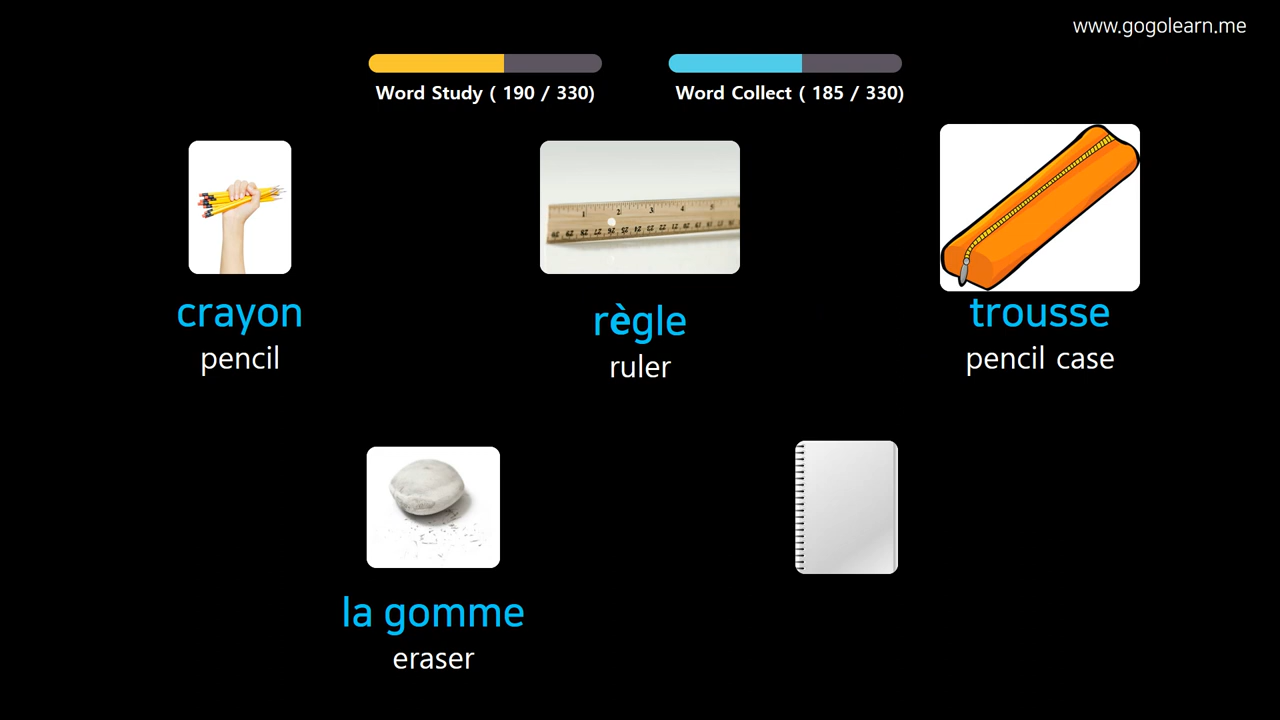 www.gogolearn.me
Word Study ( 190 / 330)
Word Collect ( 185 / 330)
crayon
pencil
règle
ruler
trousse
pencil case
la gomme
eraser